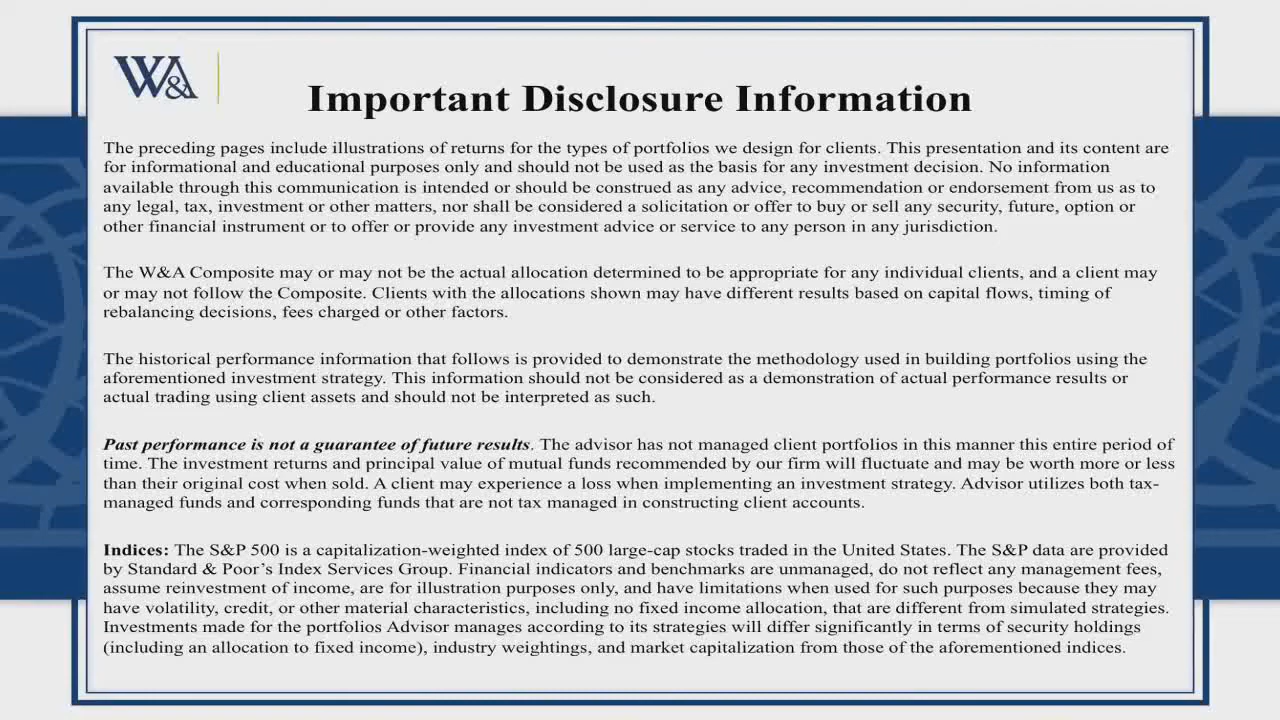 W&A
Important Disclosure Information
The preceding pages include illustrations of returns for the types of portfolios we design for clients. This presentation and its content are
for informational and educational purposes only and should not be used as the basis for any investment decision. No information
available through this communication is intended or should be construed as any advice, recommendation or endorsement from us as to
any legal, tax, investment or other matters, nor shall be considered a solicitation or offer to buy or sell any security, future, option or
other financial instrument or to offer or provide any investment advice or service to any person in any jurisdiction.
The W&A Composite may or may not be the actual allocation determined to be appropriate for any individual clients, and a client may
or may not follow the Composite. Clients with the allocations shown may have different results based on capital flows, timing of
rebalancing decisions, fees charged or other factors.
The historical performance information that follows is provided to demonstrate the methodology used in building portfolios using the
aforementioned investment strategy. This information should not be considered as a demonstration of actual performance results or
actual trading using client assets and should not be interpreted as such.
Past performance is not a guarantee of future results. The advisor has not managed client portfolios in this manner this entire period of
time. The investment returns and principal value of mutual funds recommended by our firm will fluctuate and may be worth more or less
than their original cost when sold. A client may experience a loss when implementing an investment strategy. Advisor utilizes both tax-
managed funds and corresponding funds that are not tax managed in constructing client accounts.
Indices: The S&P 500 is a capitalization-weighted index of 500 large-cap stocks traded in the United States. The S&P data are provided
by Standard & Poor's Index Services Group. Financial indicators and benchmarks are unmanaged, do not reflect any management fees,
assume reinvestment of income, are for illustration purposes only, and have limitations when used for such purposes because they may
have volatility, credit, or other material characteristics, including no fixed income allocation, that are different from simulated strategies.
Investments made for the portfolios Advisor manages according to its strategies will differ significantly in terms of security holdings
(including an allocation to fixed income), industry weightings, and market capitalization from those of the aforementioned indices.